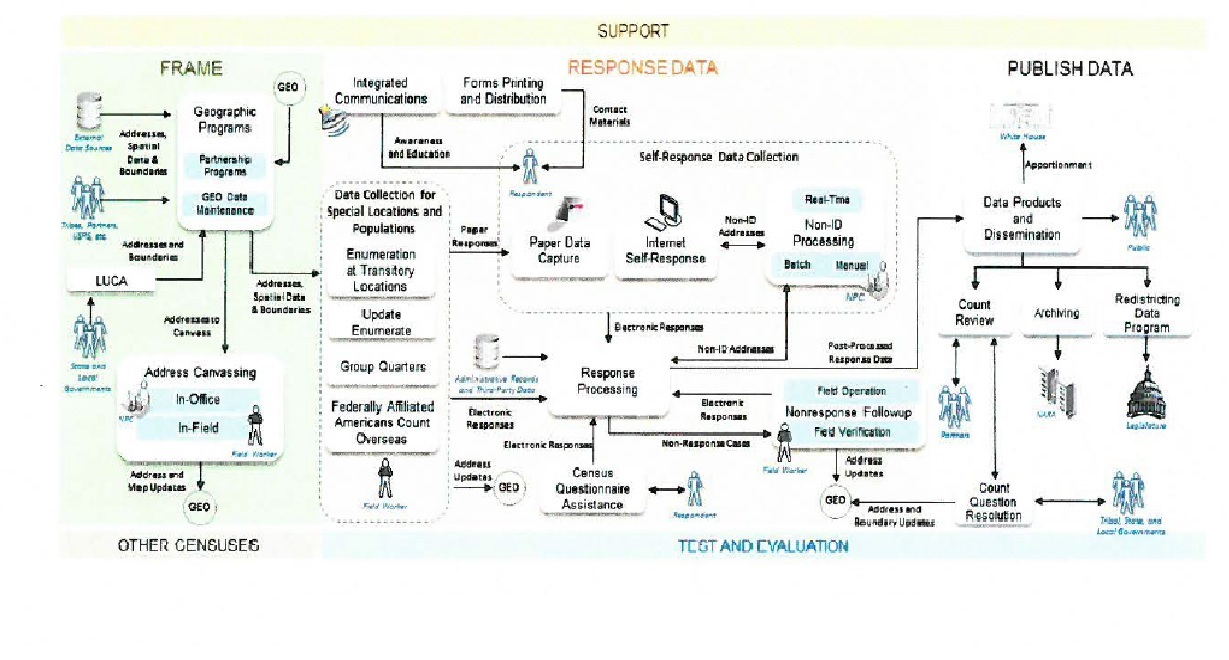 SUPPORT
FRAME
RESPONSE DATA
PUBLISH DATA
GEO
Geographic
Programs
Partnership
Programs
GEO Data
Maintenance
External
Data Sources
Addresses,
Spatial
Data &
Boundaries
Tribes, Partners,
Addresses and
Boundaries
LUCA
State and
Local
Governments
Addresses to
Canvass
Addresses,
Spatial Data
& Boundaries
Address Canvassing
In-Office
In-Field
NPC
Field Worker
Address and
Map Updates
GEO
OTHER CENSUSES
Integrated
Communications
Forms Printing
and Distribution
Contact
Materials
Awareness
and Education
Respondent
Self-Response Data Collection
Paper Data
Capture
Internet
Self-Response
Non-ID
Addresses
Real-Time
Non-ID
Processing
Batch
Manual
NPC
Data Collection for
Special Locations and
Populations
Enumeration
at Transitory
Locations
Update
Enumerate
Group Quarters
Federally Affiliated
Americans Count
Overseas
Field Worker
Paper
Responses
Electronic Responses
Non-ID Addresses
Post-Processed
Response Data
Administrative Records
and Third-Party Data
Response
Processing
Electronic
Responses
Electronic Responses
Electronic
Responses
Non-Response Cases
Field Operation
Nonresponse Followup
Field Verification
Field Worker
Address
Updates
GEO
Census
Questionnaire
Assistance
Respondent
Address
Updates
GEO
Address and
Boundary Updates
Count
Question
Resolution
Tribal, State, and
Local Governments
White House
Apportionment
Data Products
and
Dissemination
Public
Count
Review
Archiving
Redistricting
Data
Program
Partners
Legislature
TEST AND EVALUATION